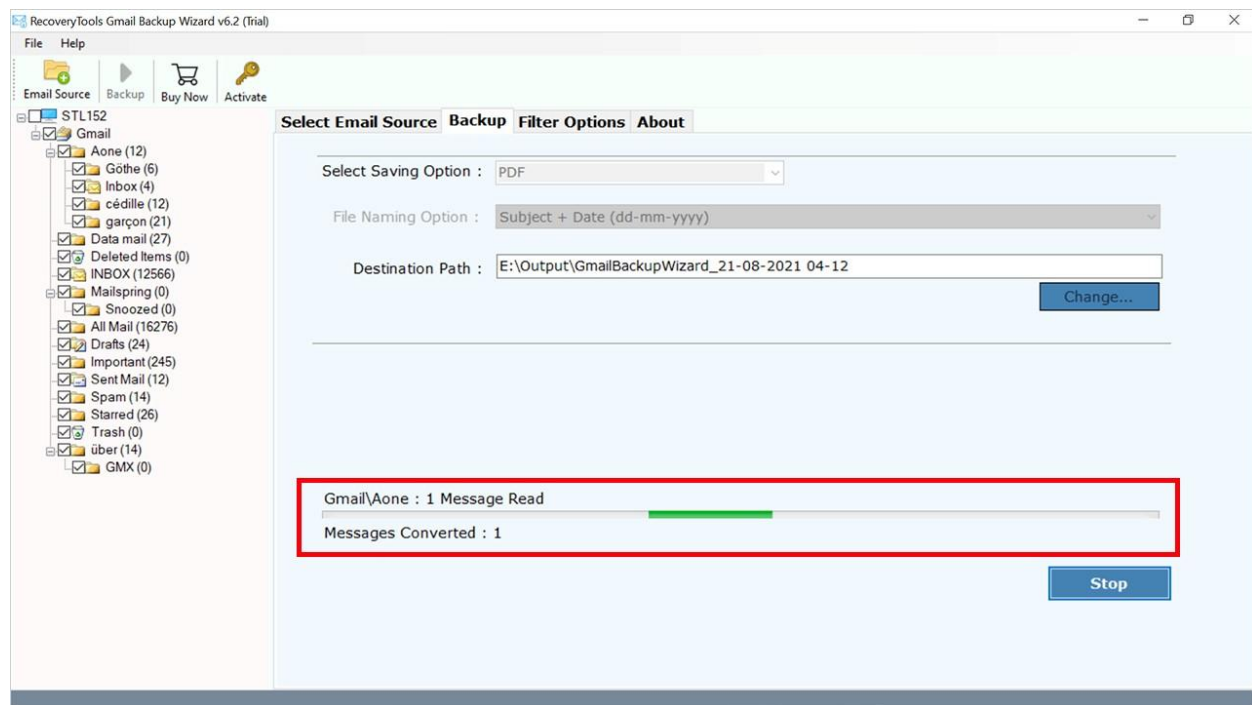 RecoveryTools Gmail Backup Wizard v6.2 (Trial)
File Help
Email Source Backup Buy Now Activate
STL152
Gmail
Aone (12)
Göthe (6)
Inbox (4)
cédille (12)
garçon (21)
Data mail (27)
Deleted Items (0)
INBOX (12566)
Mailspring (0)
Snoozed (0)
All Mail (16276)
Drafts (24)
Important (245)
Sent Mail (12)
Spam (14)
Starred (26)
Trash (0)
über (14)
GMX (0)
Select Email Source Backup Filter Options About
Select Saving Option : PDF
File Naming Option : Subject + Date (dd-mm-yyyy)
Destination Path : E:\Output\GmailBackupWizard_21-08-2021 04-12
Change...
Gmail\Aone : 1 Message Read
Messages Converted : 1
Stop